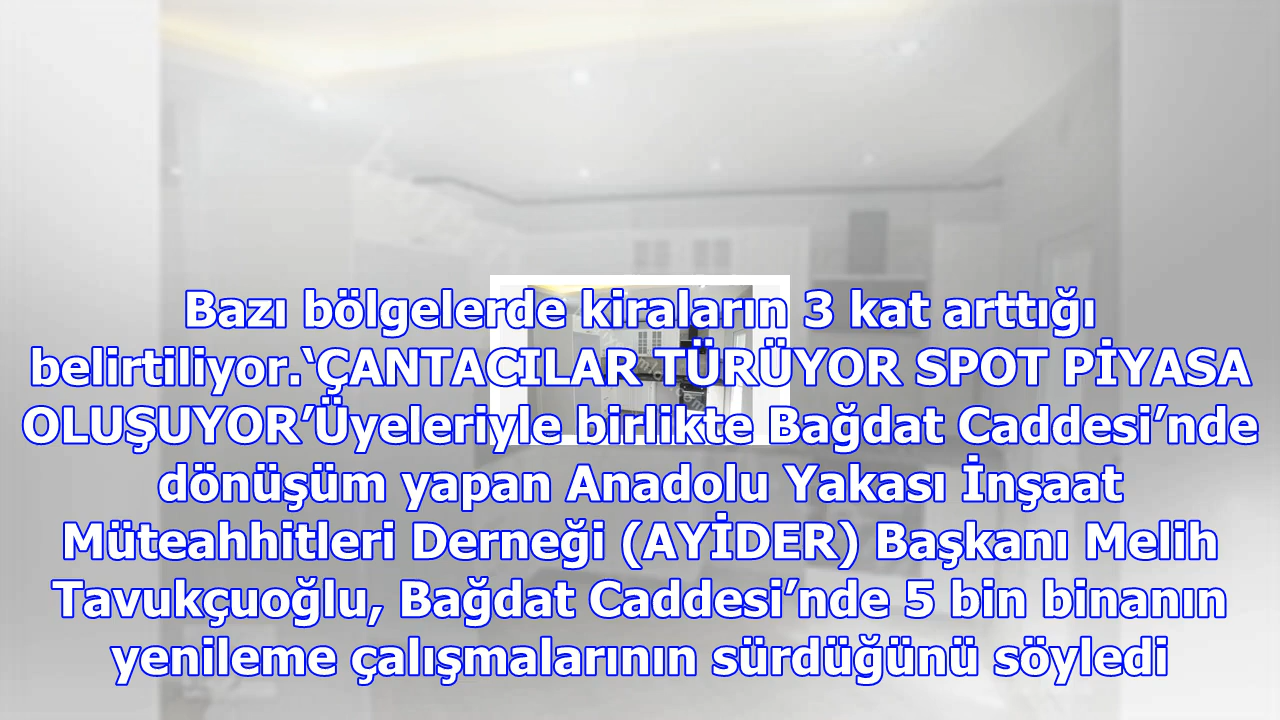 Bazı bölgelerde kiraların 3 kat arttığı
belirtiliyor.‘ÇANTACILAR TÜRÜYOR SPOT PİYASA
OLUŞUYOR’Üyeleriyle birlikte Bağdat Caddesi’nde
dönüşüm yapan Anadolu Yakası İnşaat
Müteahhitleri Derneği (AYİDER) Başkanı Melih
Tavukçuoğlu, Bağdat Caddesi’nde 5 bin binanın
yenileme çalışmalarının sürdüğünü söyledi